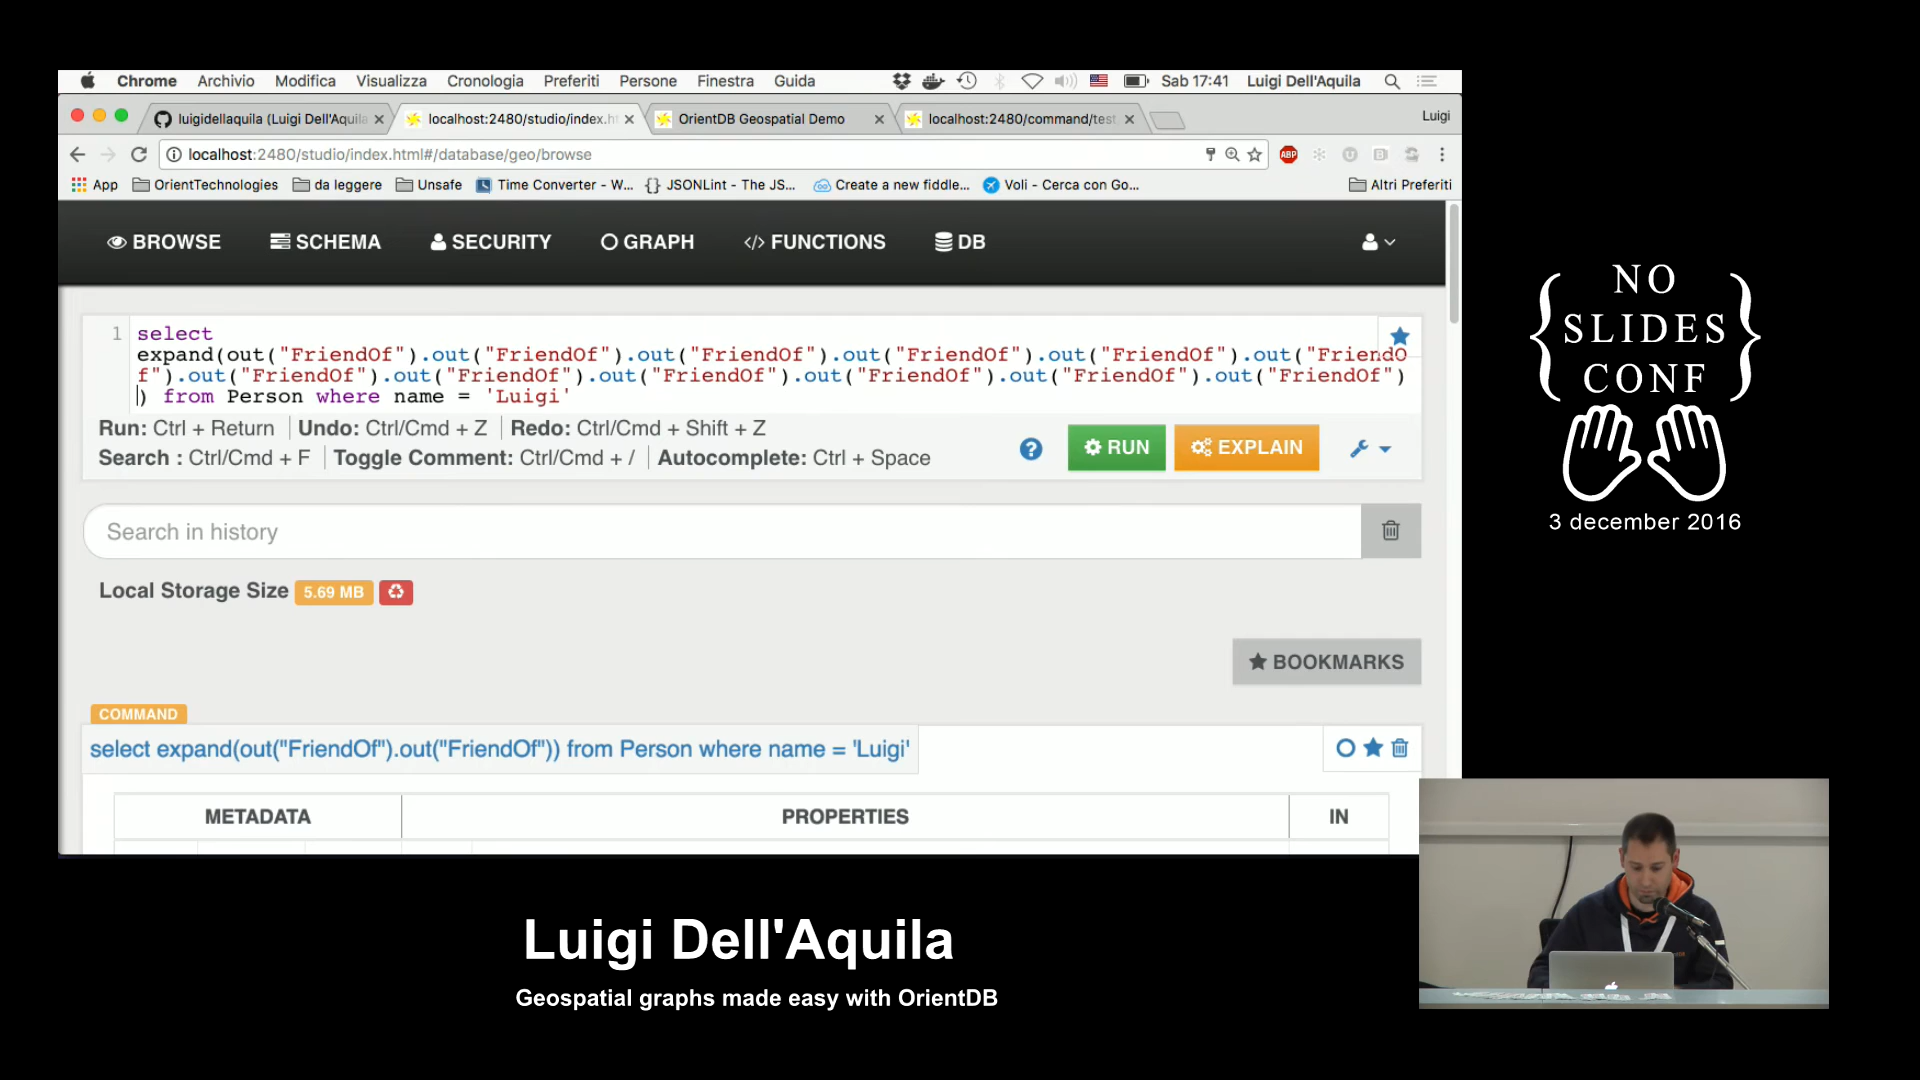 Chrome Archivio Modifica Visualizza Cronologia Preferiti Persone Finestra Guida Sab 17:41 Luigi Dell'Aquila
luigidellaquila (Luigi Dell'Aquila localhost:2480/studio/index.h OrientDB Geospatial Demo localhost:2480/command/test Luigi
localhost:2480/studio/index.html#/database/geo/browse ABP
App OrientTechnologies da leggere Unsafe Time Converter - W... JSONLint - The JS... Create a new fiddle... Voli - Cerca con Go... Altri Preferiti
BROWSE SCHEMA SECURITY GRAPH FUNCTIONS DB
1 select
expand(out("FriendOf").out("FriendOf").out("FriendOf").out("FriendOf").out("FriendOf").out("FriendO
f").out("FriendOf").out("FriendOf").out("FriendOf").out("FriendOf").out("FriendOf").out("FriendOf")
) from Person where name = 'Luigi'
Run: Ctrl + Return Undo: Ctrl/Cmd + Z Redo: Ctrl/Cmd + Shift + Z
Search : Ctrl/Cmd + F Toggle Comment: Ctrl/Cmd + / Autocomplete: Ctrl + Space
RUN EXPLAIN
Search in history
Local Storage Size 5.69 MB
BOOKMARKS
COMMAND
select expand(out("FriendOf").out("FriendOf")) from Person where name = 'Luigi'
METADATA PROPERTIES IN
NO
SLIDES
CONF
3 december 2016
Luigi Dell'Aquila
Geospatial graphs made easy with OrientDB